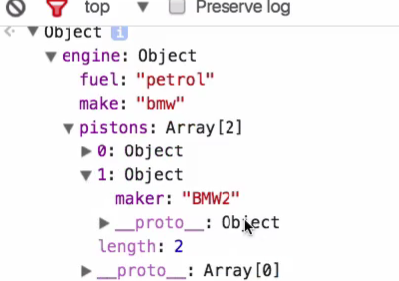 top Preserve log
Object i
engine: Object
fuel: "petrol"
make: "bmw"
pistons: Array[2]
0: Object
1: Object
maker: "BMW2"
__proto__: Object
length: 2
__proto__: Array[0]